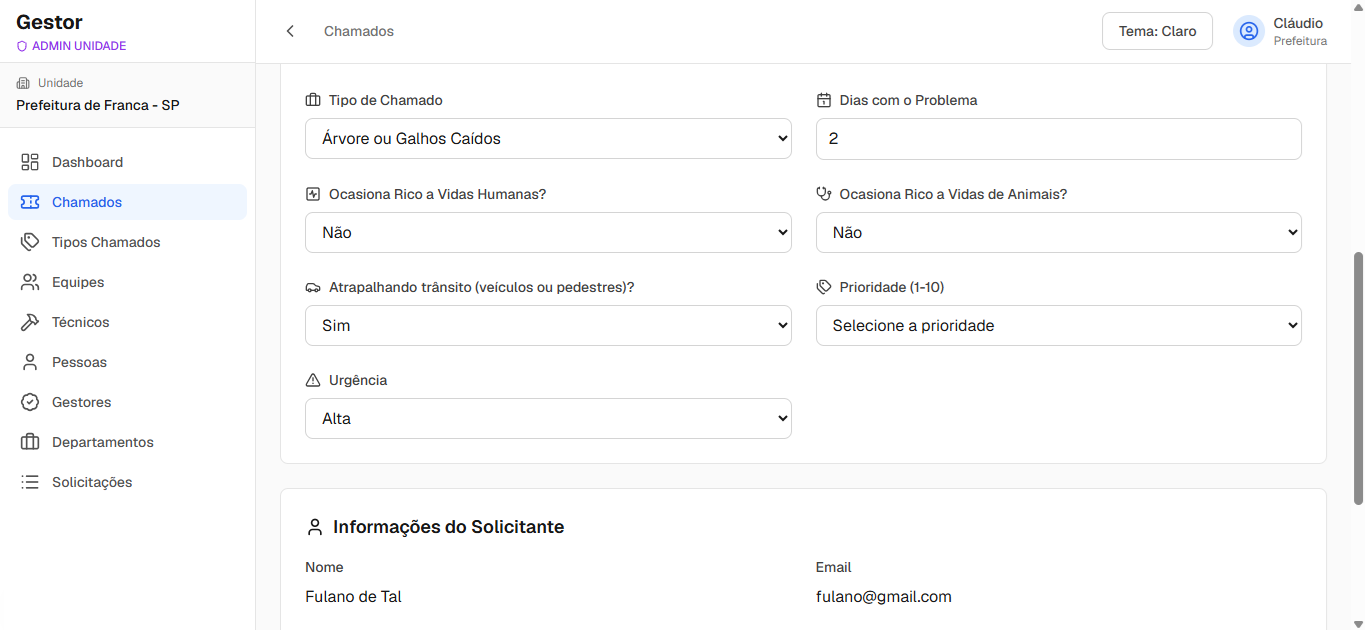 Gestor
ADMIN UNIDADE
Unidade
Prefeitura de Franca - SP
Dashboard
Chamados
Tipos Chamados
Equipes
Técnicos
Pessoas
Gestores
Departamentos
Solicitações
Chamados
Tema: Claro
Cláudio
Prefeitura
Tipo de Chamado
Árvore ou Galhos Caídos
Dias com o Problema
2
Ocasiona Rico a Vidas Humanas?
Não
Ocasiona Rico a Vidas de Animais?
Não
Atrapalhando trânsito (veículos ou pedestres)?
Sim
Prioridade (1-10)
Selecione a prioridade
Urgência
Alta
Informações do Solicitante
Nome
Fulano de Tal
Email
fulano@gmail.com